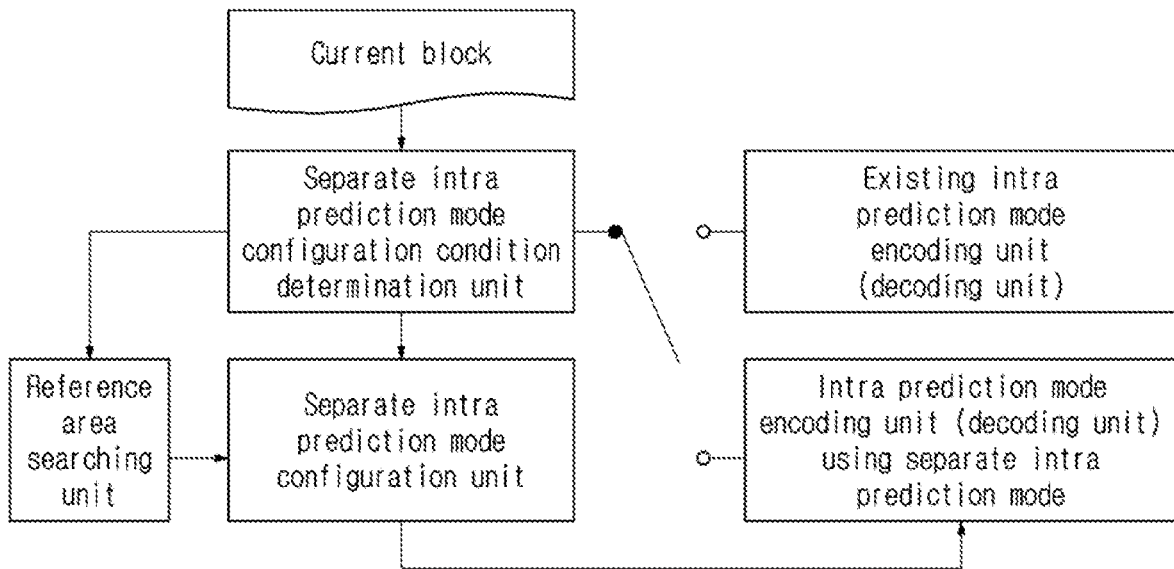 Current block
Separate intra
prediction mode
configuration condition
determination unit
Existing intra
prediction mode
encoding unit
(decoding unit)
Reference
area
searching
unit
Separate intra
prediction mode
configuration unit
Intra prediction mode
encoding unit (decoding unit)
using separate intra
prediction mode